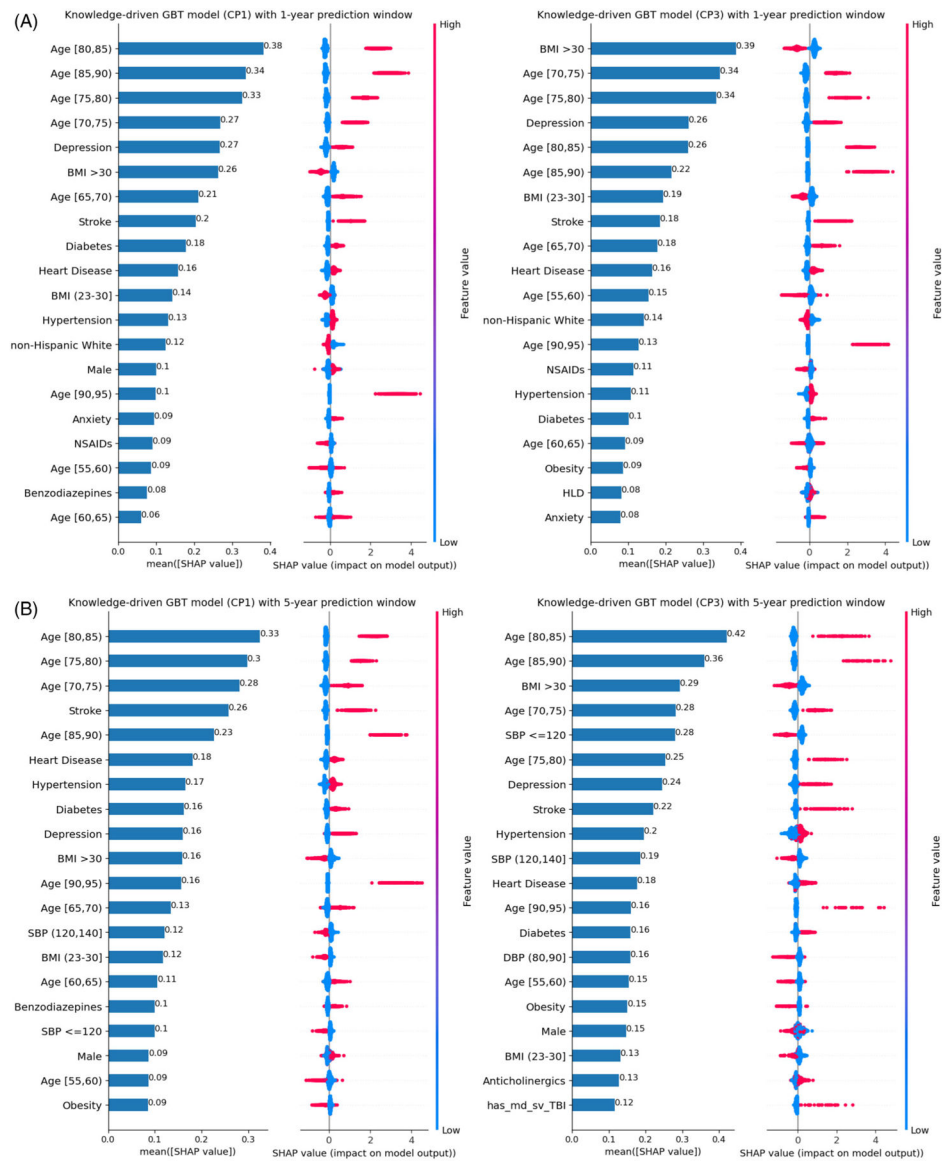 (A)
Knowledge-driven GBT model (CP1) with 1-year prediction window
Age [80,85) 0.38
Age [85,90) 0.34
Age [75,80) 0.33
Age [70,75) 0.27
Depression 0.27
BMI >30 0.26
Age [65,70) 0.21
Stroke 0.2
Diabetes 0.18
Heart Disease 0.16
BMI (23-30] 0.14
Hypertension 0.13
non-Hispanic White 0.12
Male 0.1
Age [90,95) 0.1
Anxiety 0.09
NSAIDs 0.09
Age [55,60) 0.09
Benzodiazepines 0.08
Age [60,65) 0.06
0.0 0.1 0.2 0.3 0.4
mean([SHAP value])
0 2 4
SHAP value (impact on model output))
High
Feature value
Low
Knowledge-driven GBT model (CP3) with 1-year prediction window
BMI >30 0.39
Age [70,75) 0.34
Age [75,80) 0.34
Depression 0.26
Age [80,85) 0.26
Age [85,90) 0.22
BMI (23-30] 0.19
Stroke 0.18
Age [65,70) 0.18
Heart Disease 0.16
Age [55,60) 0.15
non-Hispanic White 0.14
Age [90,95) 0.13
NSAIDs 0.11
Hypertension 0.11
Diabetes 0.1
Age [60,65) 0.09
Obesity 0.09
HLD 0.08
Anxiety 0.08
0.0 0.1 0.2 0.3 0.4
mean([SHAP value])
0 2 4
SHAP value (impact on model output))
High
Feature value
Low
(B)
Knowledge-driven GBT model (CP1) with 5-year prediction window
Age [80,85) 0.33
Age [75,80) 0.3
Age [70,75) 0.28
Stroke 0.26
Age [85,90) 0.23
Heart Disease 0.18
Hypertension 0.17
Diabetes 0.16
Depression 0.16
BMI >30 0.16
Age [90,95) 0.16
Age [65,70) 0.13
SBP (120,140] 0.12
BMI (23-30] 0.12
Age [60,65) 0.11
Benzodiazepines 0.1
SBP <=120 0.1
Male 0.09
Age [55,60) 0.09
Obesity 0.09
0.0 0.1 0.2 0.3
mean([SHAP value])
0 2 4
SHAP value (impact on model output))
High
Feature value
Low
Knowledge-driven GBT model (CP3) with 5-year prediction window
Age [80,85) 0.42
Age [85,90) 0.36
BMI >30 0.29
Age [70,75) 0.28
SBP <=120 0.28
Age [75,80) 0.25
Depression 0.24
Stroke 0.22
Hypertension 0.2
SBP (120,140] 0.19
Heart Disease 0.18
Age [90,95) 0.16
Diabetes 0.16
DBP (80,90] 0.16
Age [55,60) 0.15
Obesity 0.15
Male 0.15
BMI (23-30] 0.13
Anticholinergics 0.13
has_md_sv_TBI 0.12
0.0 0.1 0.2 0.3 0.4
mean([SHAP value])
0 2 4
SHAP value (impact on model output))
High
Feature value
Low